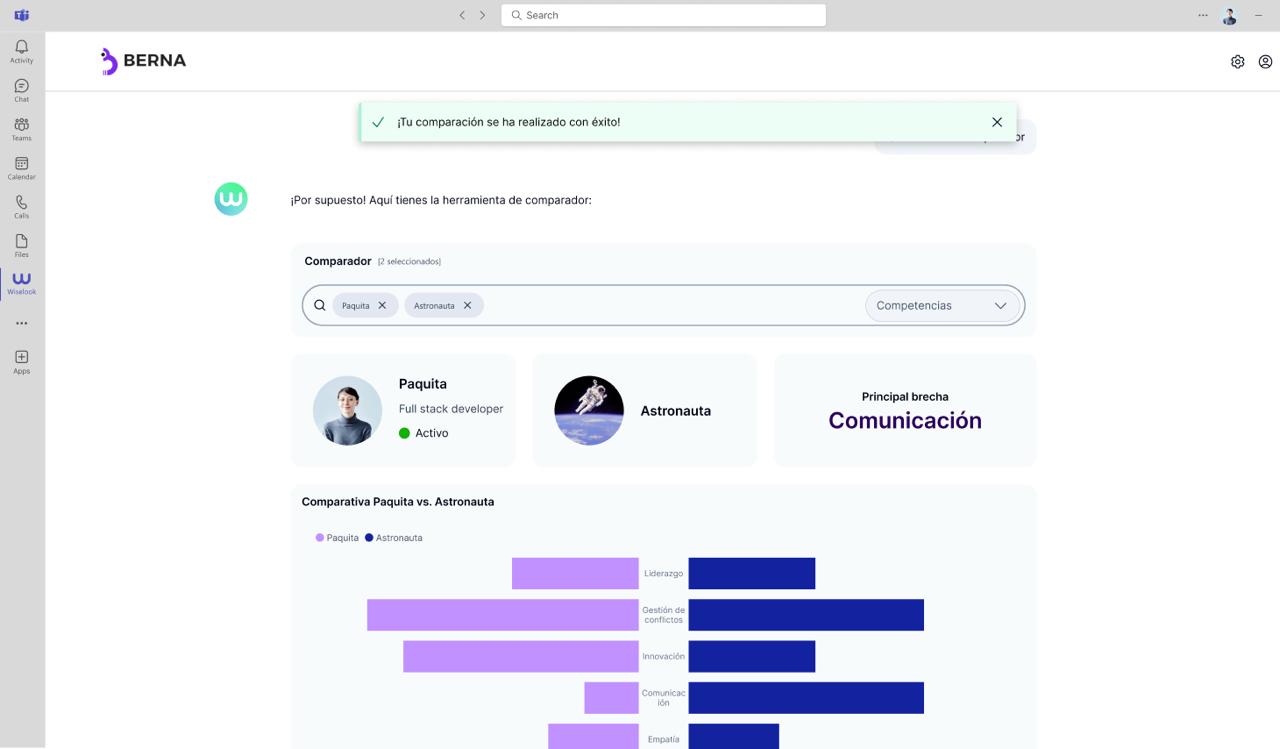 Search
Activity
Chat
Teams
Calendar
Calls
Files
Wiselook
Apps
BERNA
¡Tu comparación se ha realizado con éxito!
¡Por supuesto! Aquí tienes la herramienta de comparador:
Comparador [2 seleccionados]
Paquita
Astronauta
Competencias
Paquita
Full stack developer
Activo
Astronauta
Principal brecha
Comunicación
Comparativa Paquita vs. Astronauta
Paquita Astronauta
Liderazgo
Gestión de
conflictos
Innovación
Comunicac
ión
Empatía